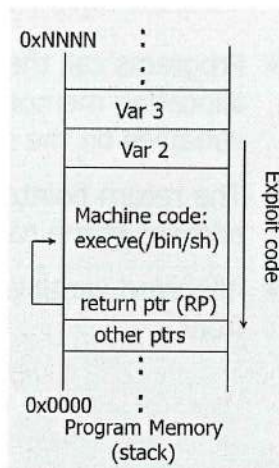 0xNNNN
Var 3
Var 2
Machine code:
execve(/bin/sh)
return ptr (RP)
other ptrs
0x0000
Program Memory
(stack)
Exploit code